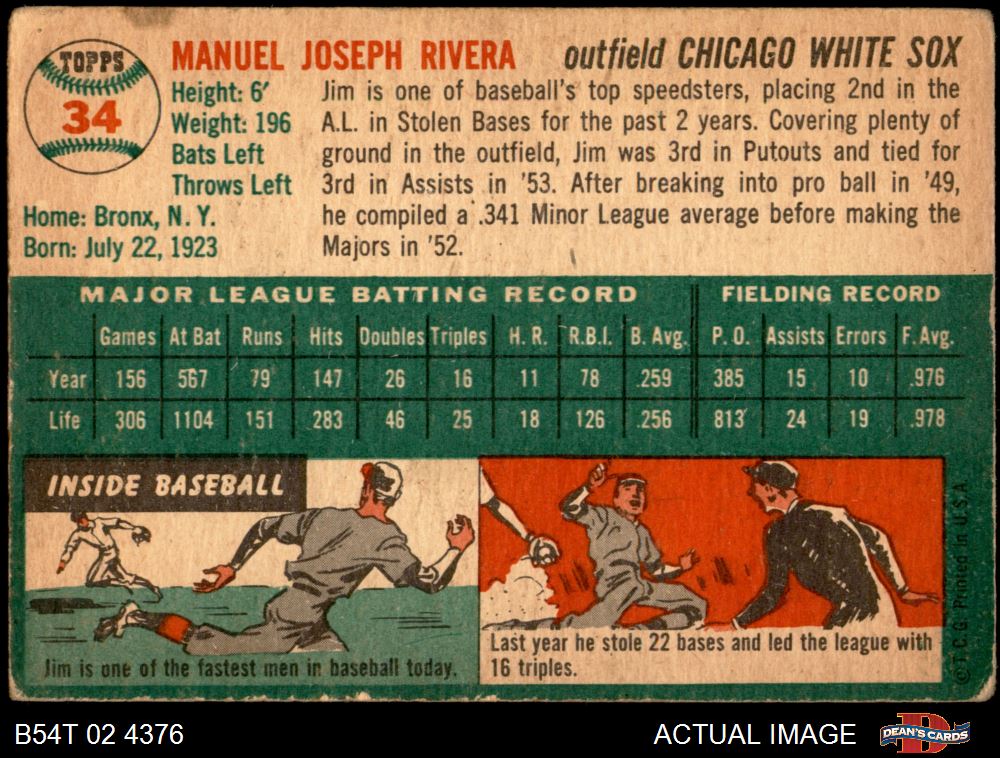 TOPPS
34
MANUEL JOSEPH RIVERA outfield CHICAGO WHITE SOX
Height: 6'
Weight: 196
Bats Left
Throws Left
Home: Bronx, N. Y.
Born: July 22, 1923
Jim is one of baseball's top speedsters, placing 2nd in the
A.L. in Stolen Bases for the past 2 years. Covering plenty of
ground in the outfield, Jim was 3rd in Putouts and tied for
3rd in Assists in '53. After breaking into pro ball in '49,
he compiled a .341 Minor League average before making the
Majors in '52.
MAJOR LEAGUE BATTING RECORD FIELDING RECORD
Games At Bat Runs Hits Doubles Triples H. R. R.B.I. B. Avg. P. O. Assists Errors F. Avg.
Year 156 567 79 147 26 16 11 78 .259 385 15 10 .976
Life 306 1104 151 283 46 25 18 126 .256 813 24 19 .978
INSIDE BASEBALL
Jim is one of the fastest men in baseball today.
Last year he stole 22 bases and led the league with
16 triples.
© T. C. G. Printed in U.S.A.
B54T 02 4376 ACTUAL IMAGE
D
DEAN'S CARDS